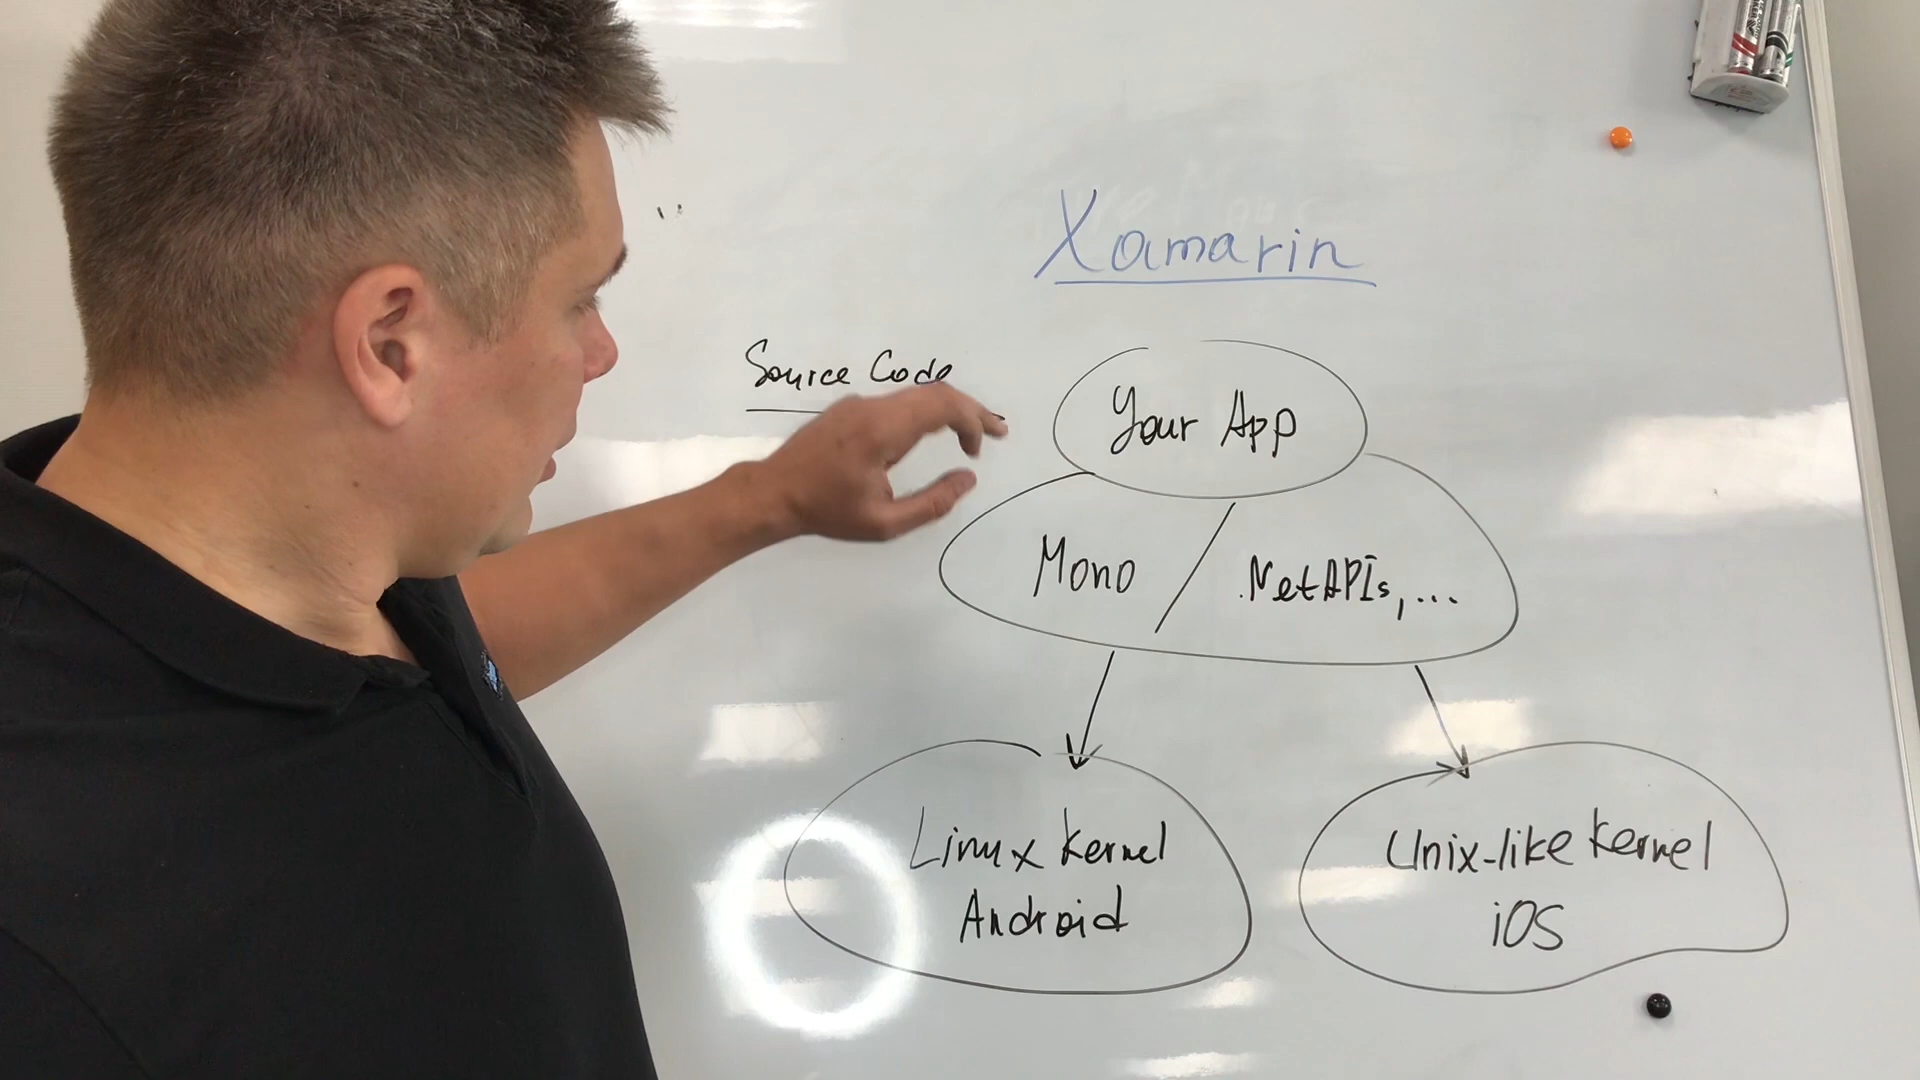 Xamarin
Source Code
Your App
Mono / .NetAPIs, ...
Linux Kernel
Android
Unix-like Kernel
iOS